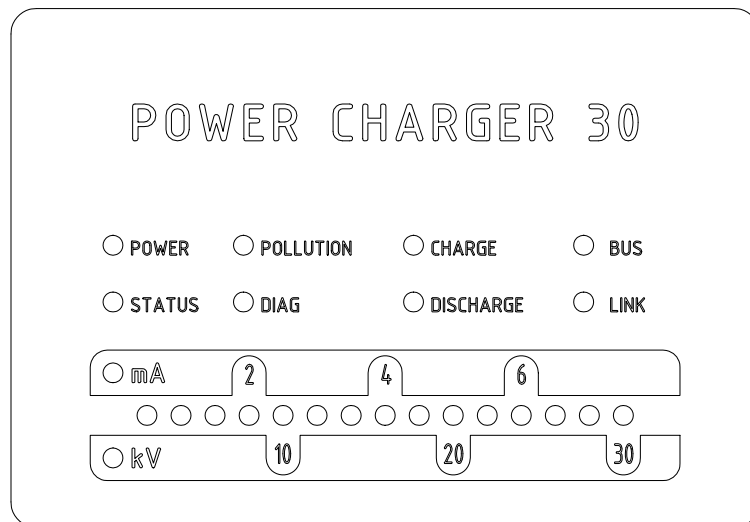 POWER CHARGER 30
POWER POLLUTION CHARGE BUS
STATUS DIAG DISCHARGE LINK
mA 2 4 6
kV 10 20 30